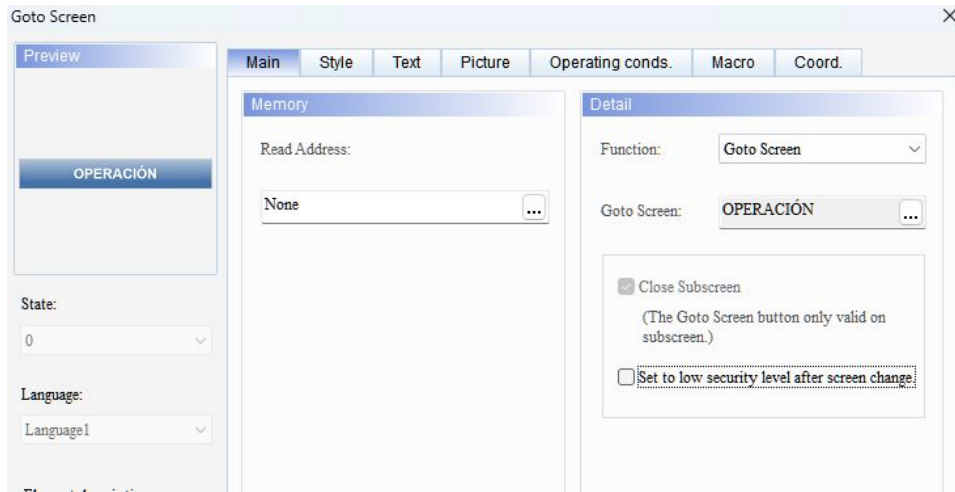 Goto Screen
Preview
OPERACIÓN
State:
0
Language:
Language1
Main Style Text Picture Operating conds. Macro Coord.
Memory
Read Address:
None
...
Detail
Function: Goto Screen
Goto Screen: OPERACIÓN ...
Close Subscreen
(The Goto Screen button only valid on
subscreen.)
Set to low security level after screen change.